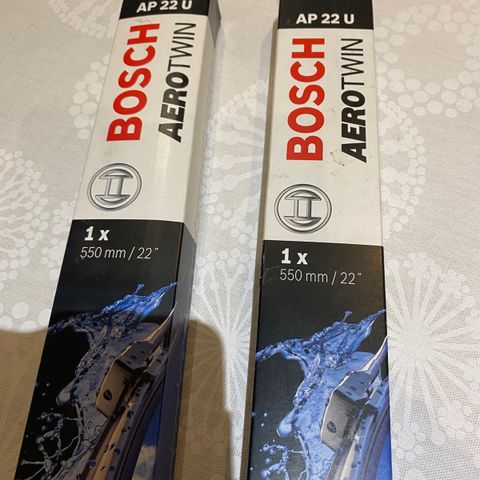 AP 22 U
BOSCH
AEROTWIN
1 x
550 mm / 22"
AP 22 U
BOSCH
AEROTWIN
1 x
550 mm / 22"